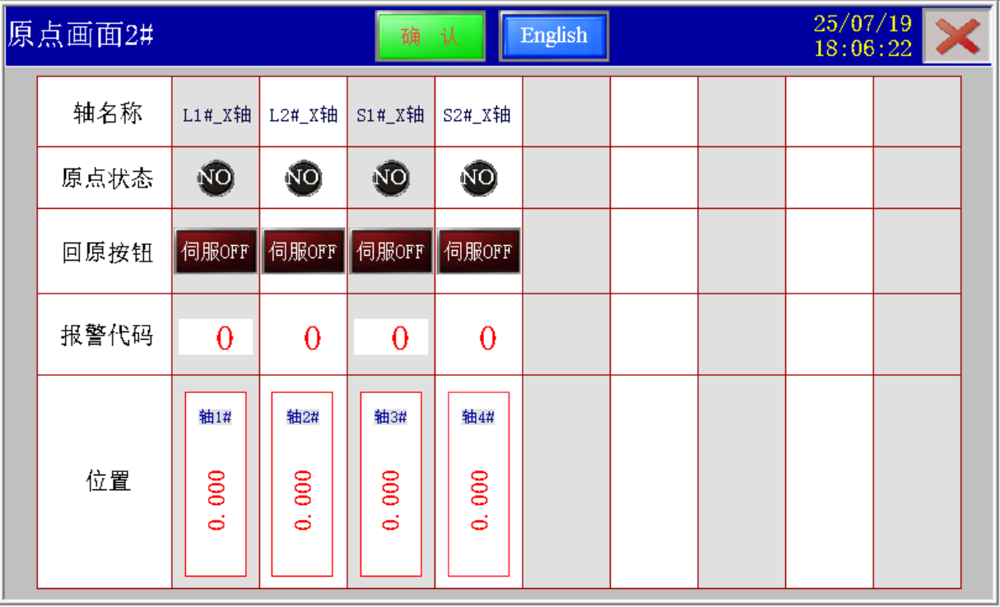 原点画面2#
确 认
English
25/07/19
18:06:22
轴名称 L1#_X轴 L2#_X轴 S1#_X轴 S2#_X轴
原点状态 NO NO NO NO
回原按钮 伺服OFF 伺服OFF 伺服OFF 伺服OFF
报警代码 0 0 0 0
轴1# 轴2# 轴3# 轴4#
位置 0.000 0.000 0.000 0.000